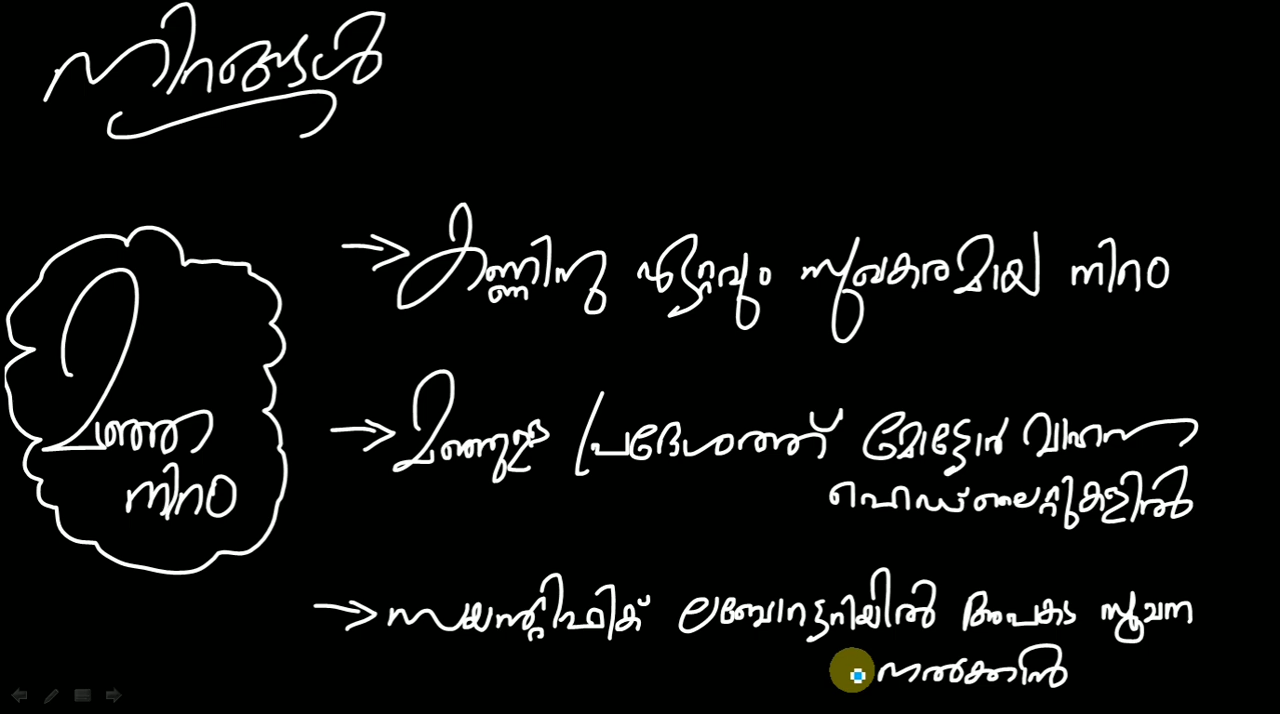 നിറങ്ങൾ
കണ്ണിനു ഏറ്റവും സുഖകരമായ നിറം
മഞ്ഞ
നിറം
മഞ്ഞുള്ള പ്രദേശത്ത് മോട്ടോർ വാഹന
ഹെഡ്‌ലൈറ്റുകളിൽ
സയന്റിഫിക് ലബോറട്ടറിയിൽ അപകട സൂചന
നൽകാൻ